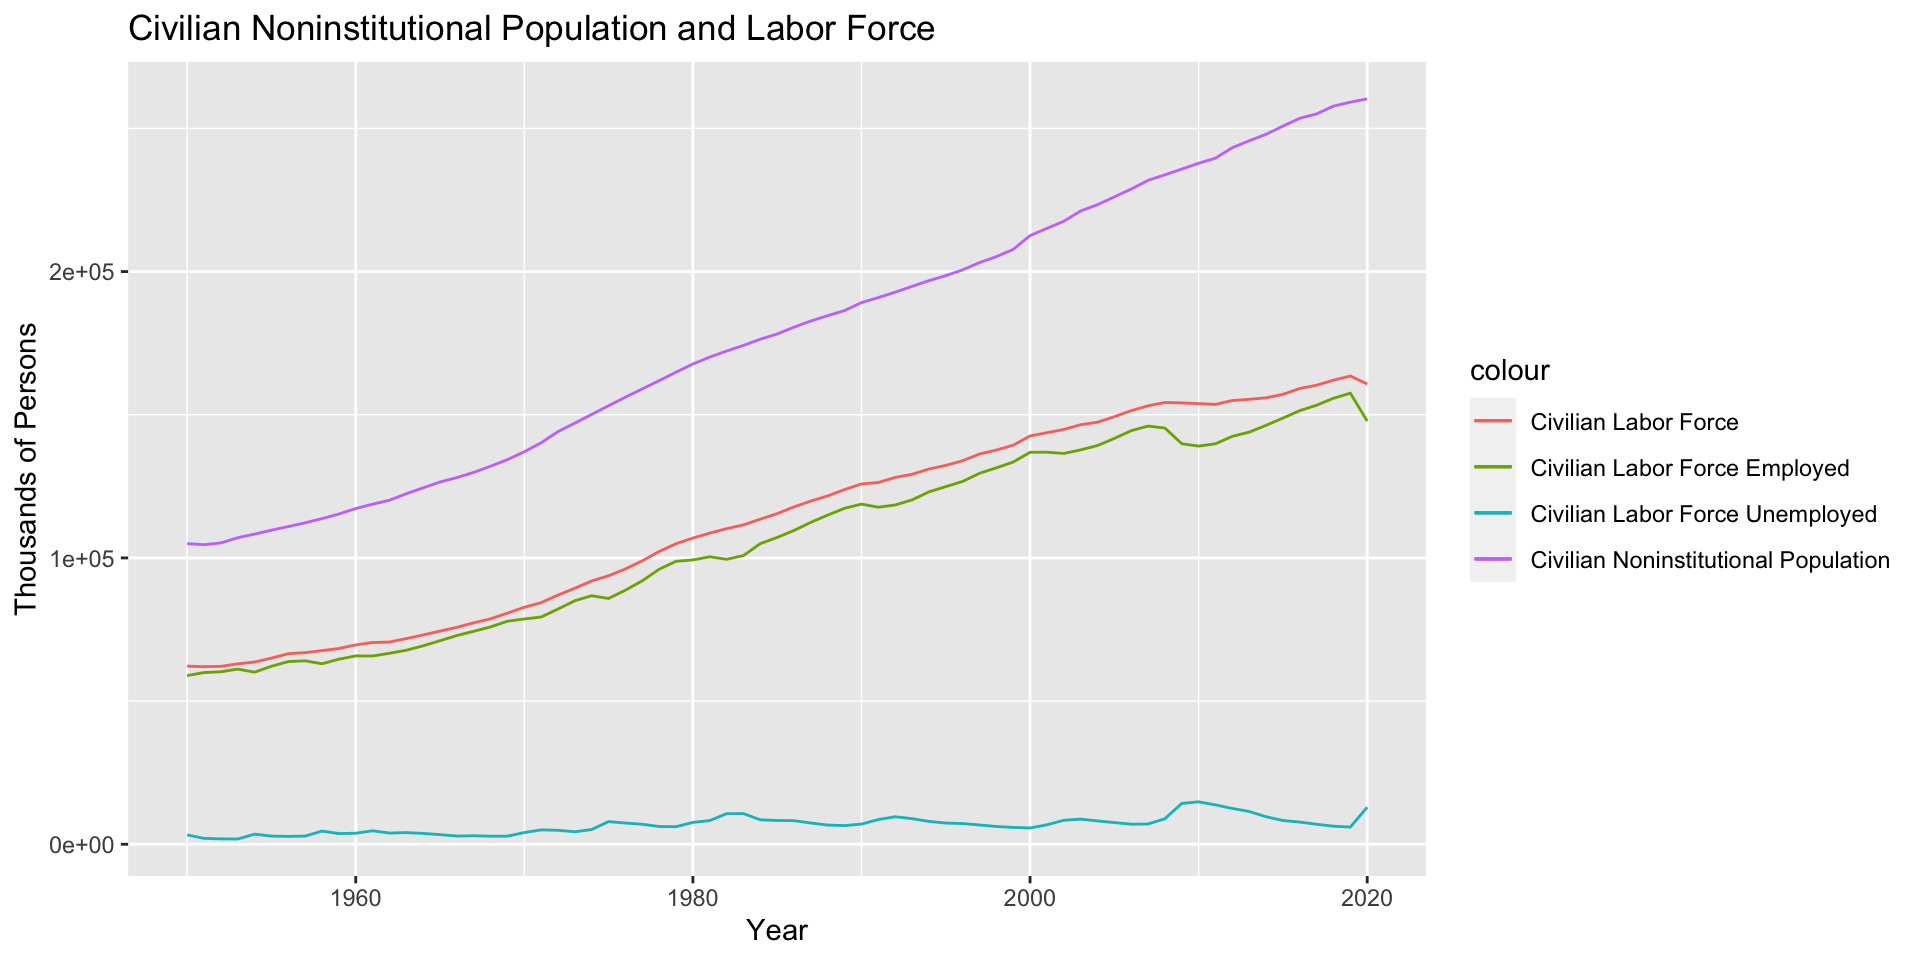 Civilian Noninstitutional Population and Labor Force
Thousands of Persons
2e+05
1e+05
0e+00
1960
1980
2000
2020
Year
colour
Civilian Labor Force
Civilian Labor Force Employed
Civilian Labor Force Unemployed
Civilian Noninstitutional Population